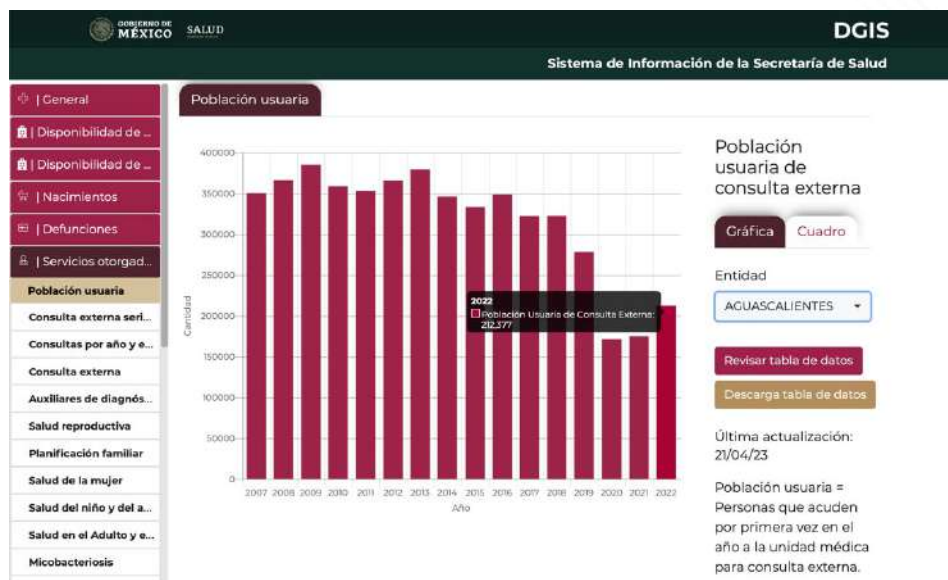 GOBIERNO DE
MÉXICO
SALUD
DGIS
Sistema de Información de la Secretaría de Salud
| General
| Disponibilidad de ...
| Disponibilidad de ...
| Nacimientos
| Defunciones
| Servicios otorgad...
Población usuaria
Consulta externa seri...
Consultas por año y e...
Consulta externa
Auxiliares de diagnós...
Salud reproductiva
Planificación familiar
Salud de la mujer
Salud del niño y del a...
Salud en el Adulto y e...
Micobacteriosis
Población usuaria
400000
350000
300000
250000
200000
150000
100000
50000
0
Cantidad
2022
Población Usuaria de Consulta Externa:
212,377
2007 2008 2009 2010 2011 2012 2013 2014 2015 2016 2017 2018 2019 2020 2021 2022
Año
Población
usuaria de
consulta externa
Gráfica Cuadro
Entidad
AGUASCALIENTES
Revisar tabla de datos
Descarga tabla de datos
Última actualización:
21/04/23
Población usuaria =
Personas que acuden
por primera vez en el
año a la unidad médica
para consulta externa.